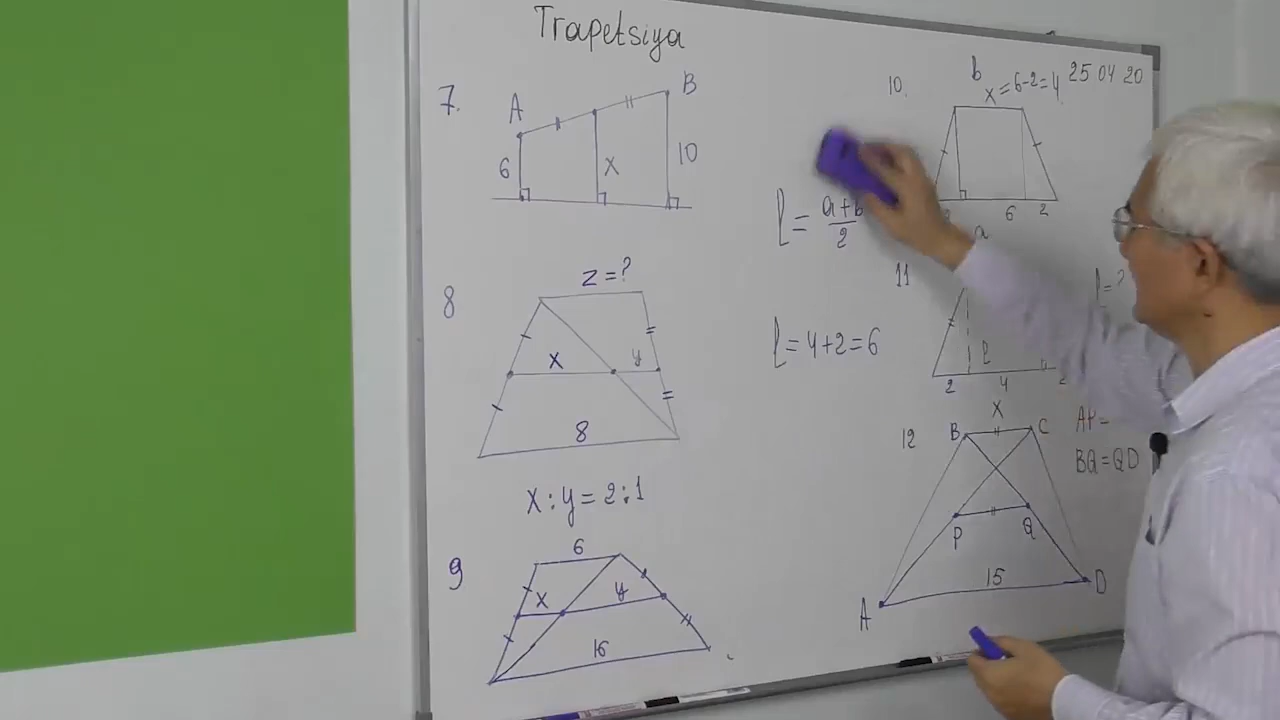 Trapetsiya
25 04 20
7.
A
B
6
X
10
8
z = ?
x
y
8
x : y = 2 : 1
9
6
x
y
16
l = a+b
2
l = 4+2 = 6
10.
b
x = 6-2 = 4
6
2
a
11
l = ?
2
4
12
X
B
C
BQ = QD
P
Q
15
A
D